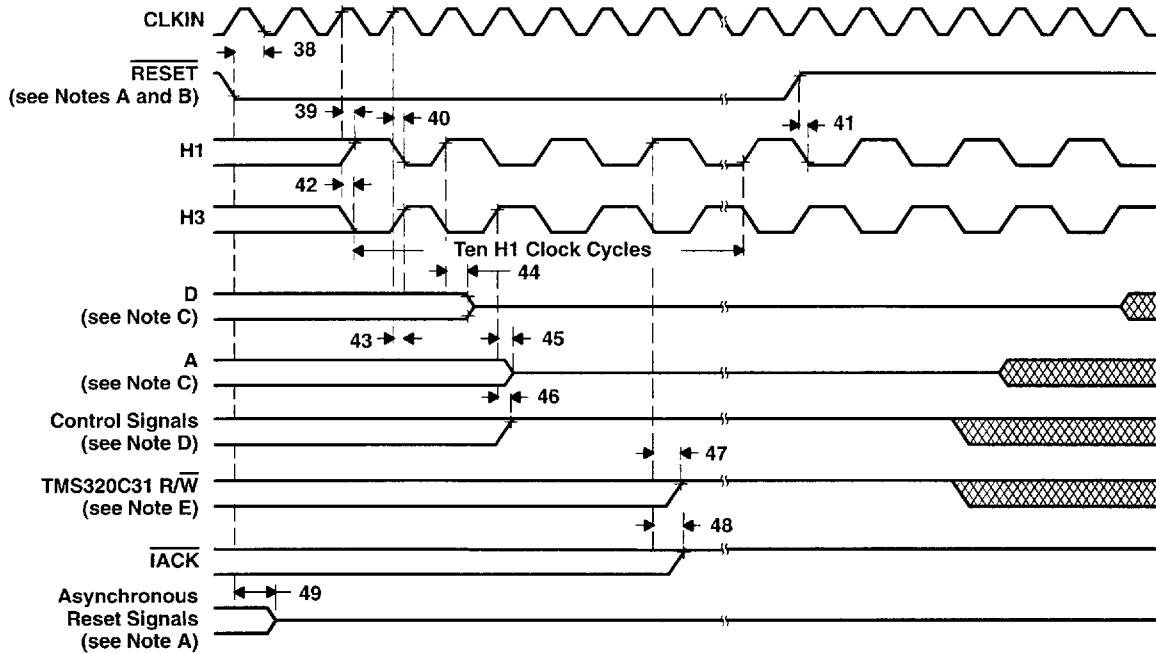 CLKIN
38
RESET
(see Notes A and B)
39
40
41
H1
42
H3
Ten H1 Clock Cycles
44
D
(see Note C)
43
45
A
(see Note C)
46
Control Signals
(see Note D)
47
TMS320C31 R/W
(see Note E)
48
IACK
49
Asynchronous
Reset Signals
(see Note A)